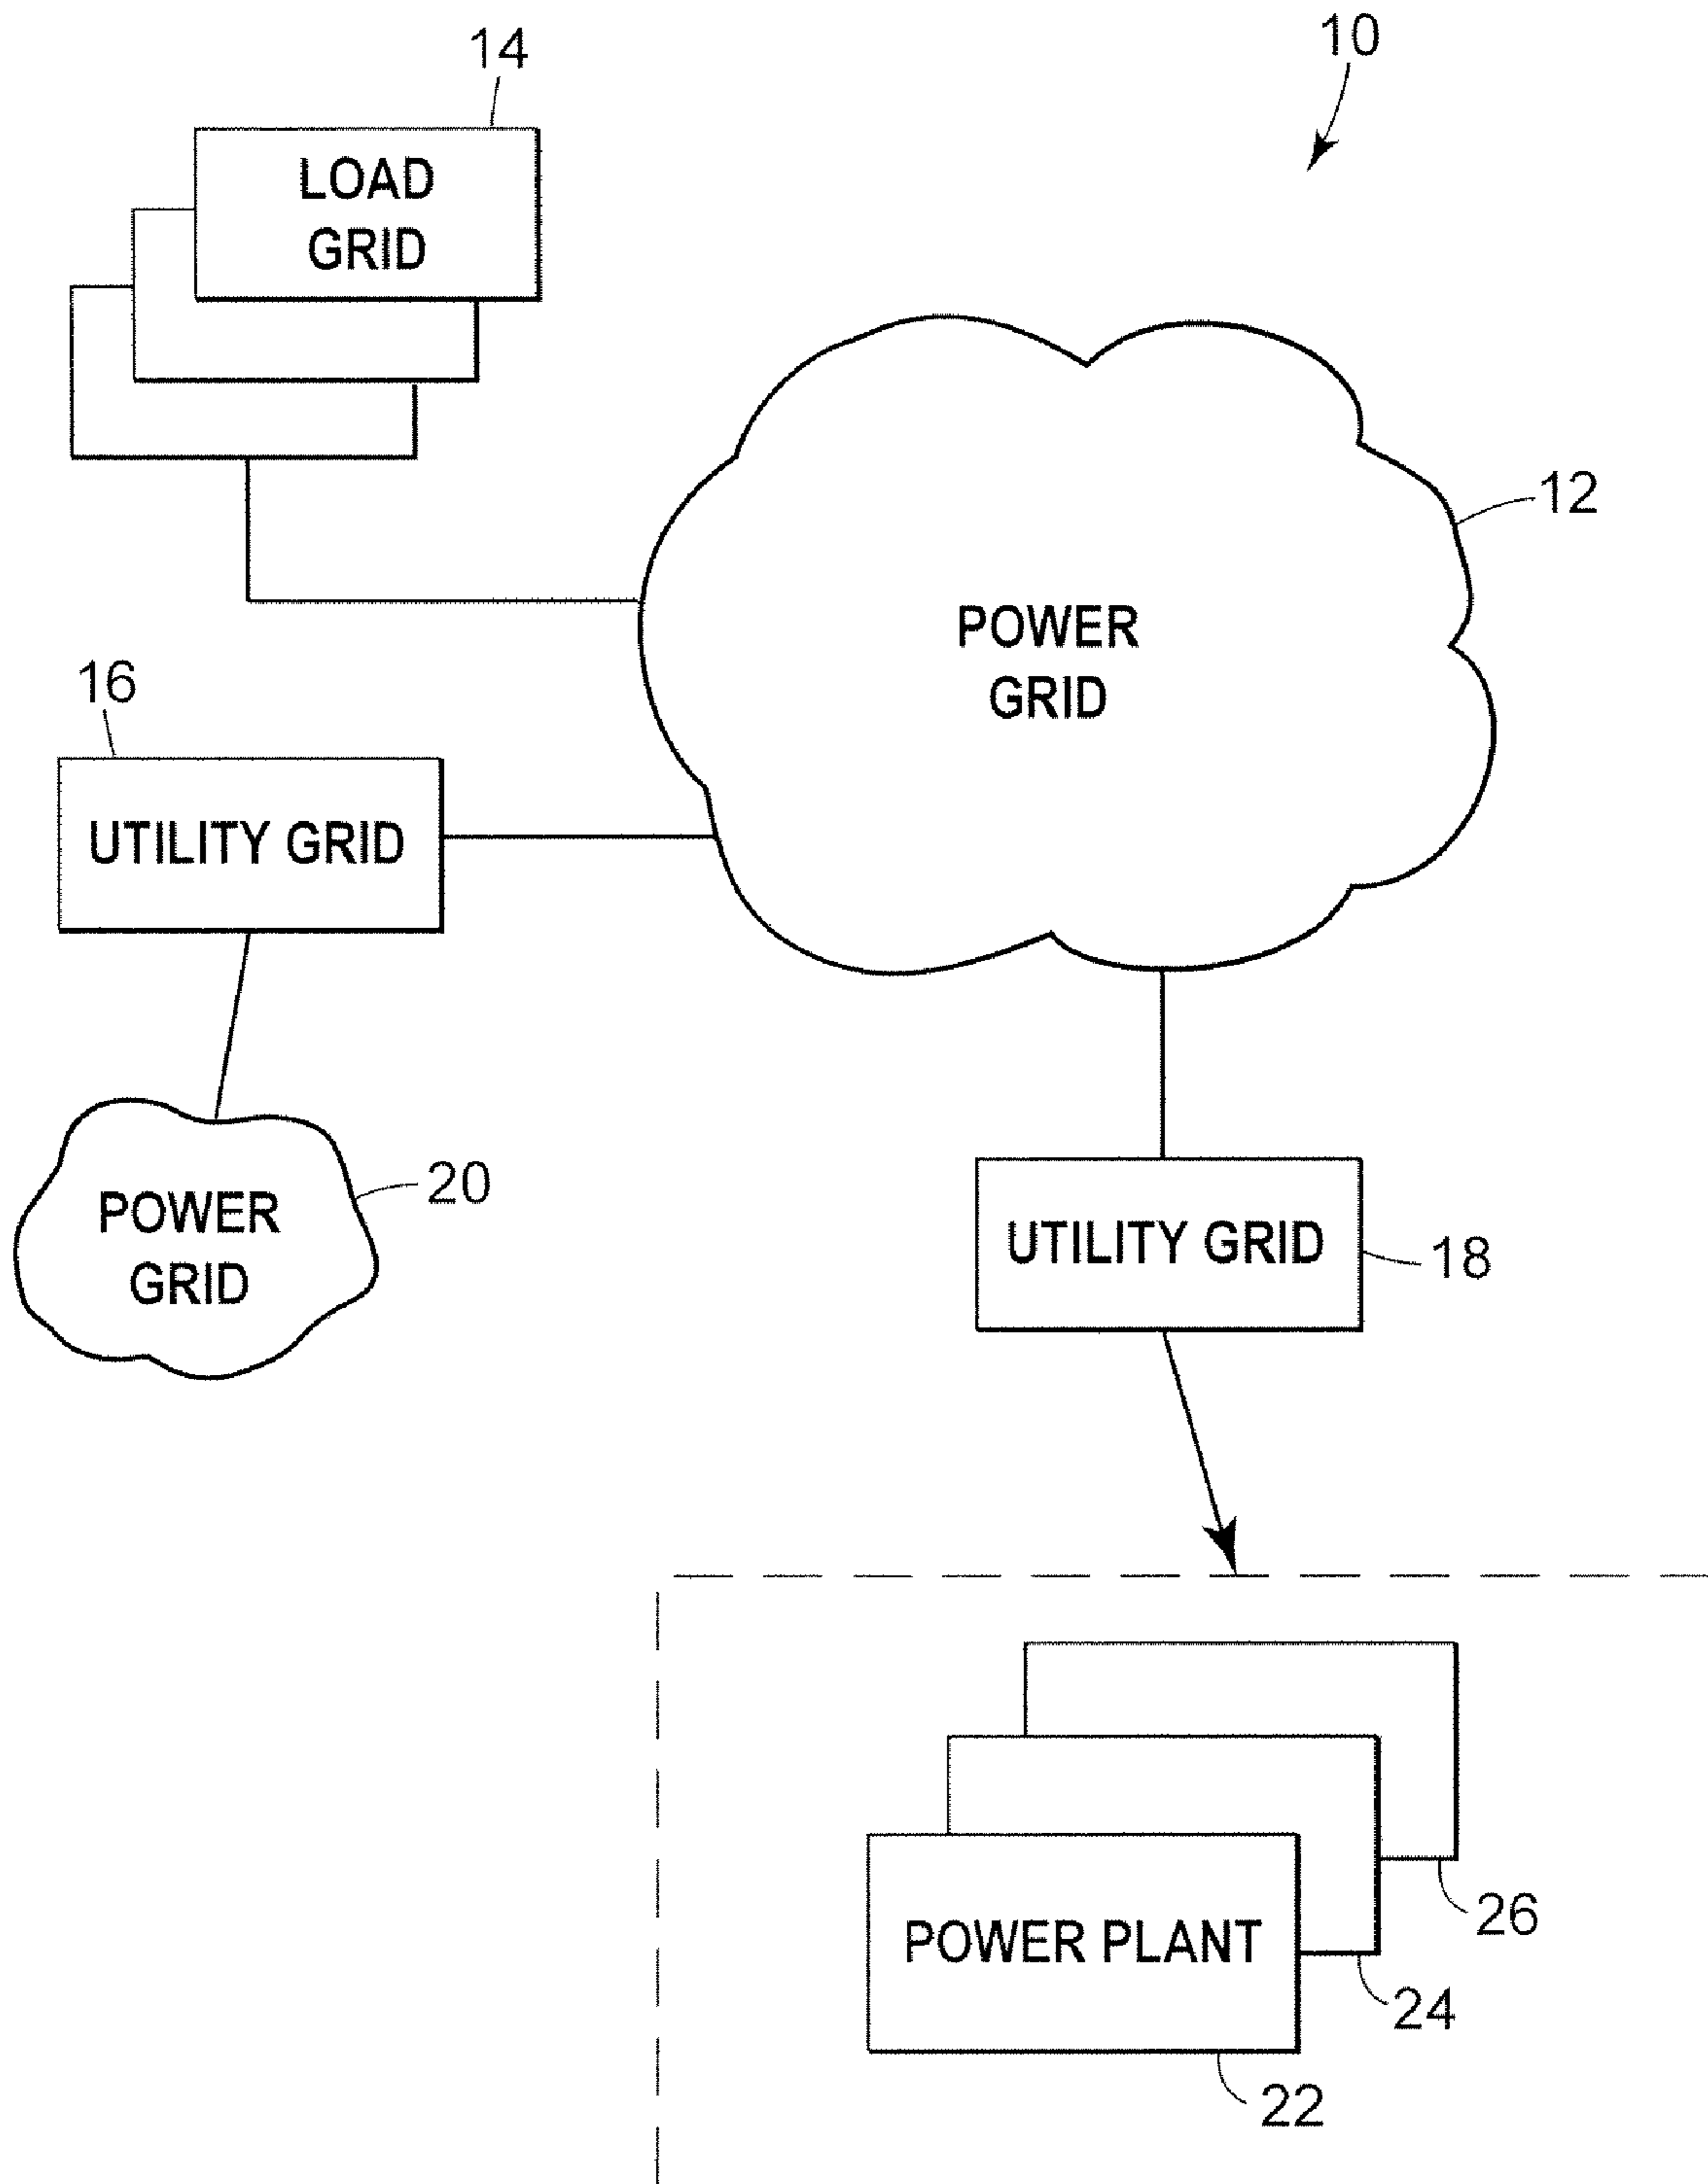 10
14
LOAD
GRID
12
POWER
GRID
16
UTILITY GRID
20
POWER
GRID
UTILITY GRID
18
26
POWER PLANT
24
22